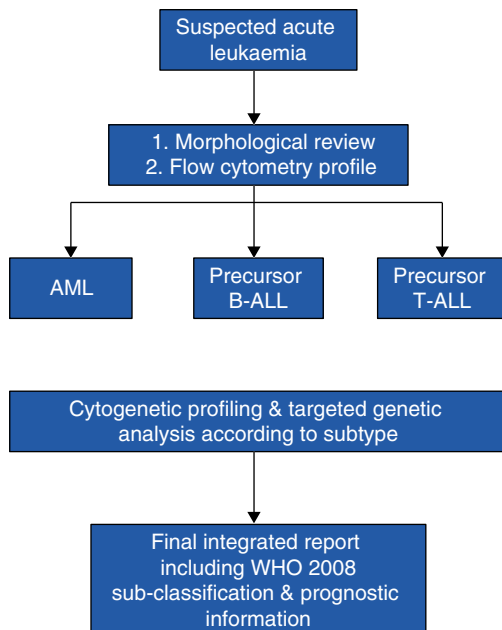 Suspected acute
leukaemia
1. Morphological review
2. Flow cytometry profile
AML
Precursor
B-ALL
Precursor
T-ALL
Cytogenetic profiling & targeted genetic
analysis according to subtype
Final integrated report
including WHO 2008
sub-classification & prognostic
information